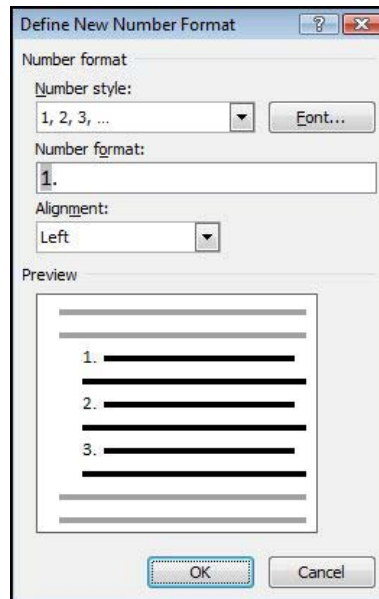 Define New Number Format
Number format
Number style:
1, 2, 3, ... Font...
Number format:
1.
Alignment:
Left
Preview
1.
2.
3.
OK Cancel